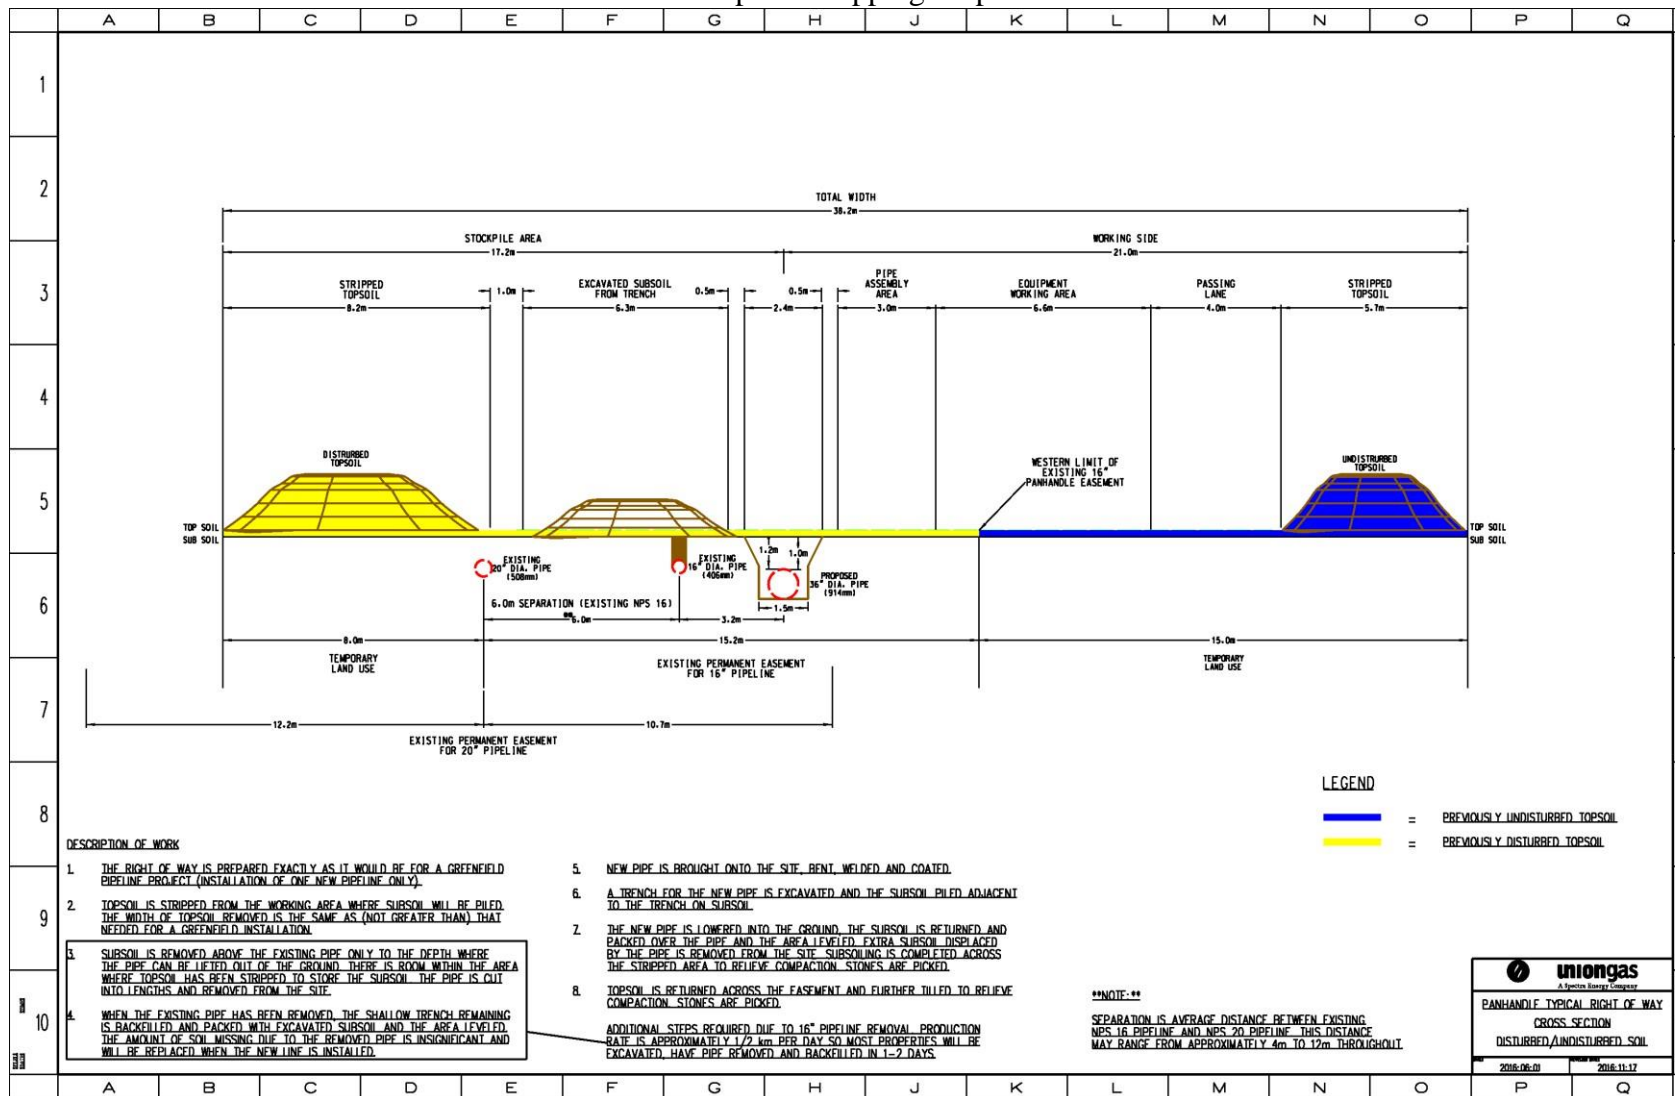 A B C D E F G H J K L M N O P Q
1
2
TOTAL WIDTH
38.2m
STOCKPILE AREA
17.2m
WORKING SIDE
21.0m
3
STRIPPED
TOPSOIL
8.2m
1.0m
EXCAVATED SUBSOIL
FROM TRENCH
6.3m
0.5m
2.4m
0.5m
PIPE
ASSEMBLY
AREA
3.0m
EQUIPMENT
WORKING AREA
6.6m
PASSING
LANE
4.0m
STRIPPED
TOPSOIL
5.7m
4
5
DISTRURBED
TOPSOIL
WESTERN LIMIT OF
EXISTING 16"
PANHANDLE EASEMENT
UNDISTRURBED
TOPSOIL
TOP SOIL
SUB SOIL
TOP SOIL
SUB SOIL
6
EXISTING
20" DIA. PIPE
(508mm)
EXISTING
16" DIA. PIPE
(406mm)
1.2m
1.0m
PROPOSED
36" DIA. PIPE
(914mm)
1.5m
6.0m SEPARATION (EXISTING NPS 16)
**
6.0m
3.2m
8.0m
15.2m
15.0m
TEMPORARY
LAND USE
EXISTING PERMANENT EASEMENT
FOR 16" PIPELINE
TEMPORARY
LAND USE
7
12.2m
10.7m
EXISTING PERMANENT EASEMENT
FOR 20" PIPELINE
8
LEGEND
= PREVIOUSLY UNDISTURBED TOPSOIL
= PREVIOUSLY DISTURBED TOPSOIL
DESCRIPTION OF WORK
1. THE RIGHT OF WAY IS PREPARED EXACTLY AS IT WOULD BE FOR A GREENFIELD
PIPELINE PROJECT (INSTALLATION OF ONE NEW PIPELINE ONLY).
2. TOPSOIL IS STRIPPED FROM THE WORKING AREA WHERE SUBSOIL WILL BE PILED.
THE WIDTH OF TOPSOIL REMOVED IS THE SAME AS (NOT GREATER THAN) THAT
NEEDED FOR A GREENFIELD INSTALLATION.
3. SUBSOIL IS REMOVED ABOVE THE EXISTING PIPE ONLY TO THE DEPTH WHERE
THE PIPE CAN BE LIFTED OUT OF THE GROUND. THERE IS ROOM WITHIN THE AREA
WHERE TOPSOIL HAS BEEN STRIPPED TO STORE THE SUBSOIL. THE PIPE IS CUT
INTO LENGTHS AND REMOVED FROM THE SITE.
4. WHEN THE EXISTING PIPE HAS BEEN REMOVED, THE SHALLOW TRENCH REMAINING
IS BACKFILLED AND PACKED WITH EXCAVATED SUBSOIL AND THE AREA LEVELED.
THE AMOUNT OF SOIL MISSING DUE TO THE REMOVED PIPE IS INSIGNIFICANT AND
WILL BE REPLACED WHEN THE NEW LINE IS INSTALLED.
5. NEW PIPE IS BROUGHT ONTO THE SITE, BENT, WELDED AND COATED.
6. A TRENCH FOR THE NEW PIPE IS EXCAVATED AND THE SUBSOIL PILED ADJACENT
TO THE TRENCH ON SUBSOIL.
7. THE NEW PIPE IS LOWERED INTO THE GROUND, THE SUBSOIL IS RETURNED AND
PACKED OVER THE PIPE AND THE AREA LEVELED. EXTRA SUBSOIL DISPLACED
BY THE PIPE IS REMOVED FROM THE SITE. SUBSOILING IS COMPLETED ACROSS
THE STRIPPED AREA TO RELIEVE COMPACTION. STONES ARE PICKED.
8. TOPSOIL IS RETURNED ACROSS THE EASEMENT AND FURTHER TILLED TO RELIEVE
COMPACTION. STONES ARE PICKED.
ADDITIONAL STEPS REQUIRED DUE TO 16" PIPELINE REMOVAL. PRODUCTION
RATE IS APPROXIMATELY 1/2 km PER DAY SO MOST PROPERTIES WILL BE
EXCAVATED, HAVE PIPE REMOVED AND BACKFILLED IN 1-2 DAYS.
**NOTE:**
SEPARATION IS AVERAGE DISTANCE BETWEEN EXISTING
NPS 16 PIPELINE AND NPS 20 PIPELINE. THIS DISTANCE
MAY RANGE FROM APPROXIMATELY 4m TO 12m THROUGHOUT.
9
10
uniongas
A Spectra Energy Company
PANHANDLE TYPICAL RIGHT OF WAY
CROSS SECTION
DISTURBED/UNDISTURBED SOIL
2016:06:01
2016:11:17
A B C D E F G H J K L M N O P Q